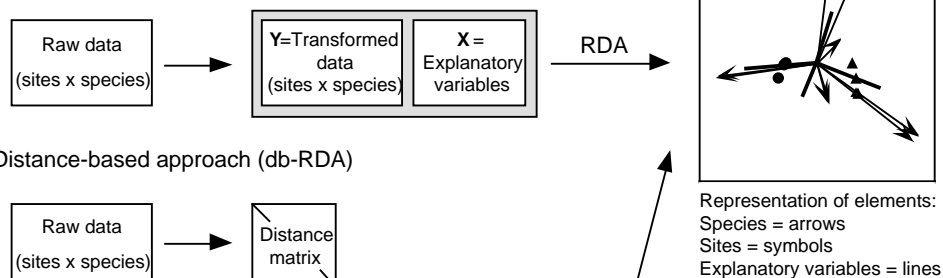 Raw data
(sites x species)
Y=Transformed
data
(sites x species)
X =
Explanatory
variables
RDA
Distance-based approach (db-RDA)
Raw data
(sites x species)
Distance
matrix
Representation of elements:
Species = arrows
Sites = symbols
Explanatory variables = lines